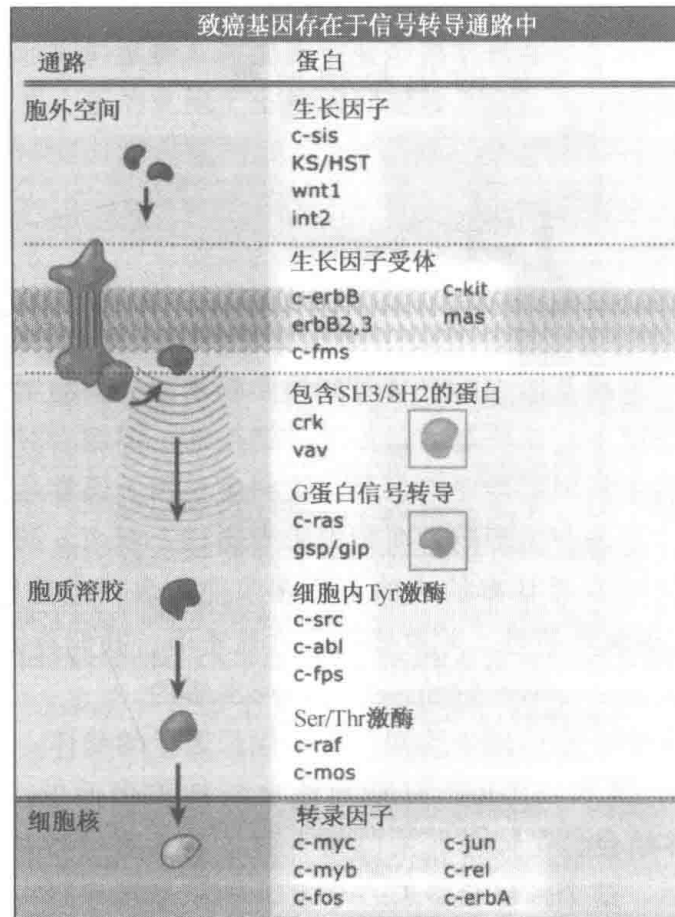 致癌基因存在于信号转导通路中
通路 蛋白
胞外空间 生长因子
c-sis
KS/HST
wnt1
int2
生长因子受体
c-erbB c-kit
erbB2,3 mas
c-fms
包含SH3/SH2的蛋白
crk
vav
G蛋白信号转导
c-ras
gsp/gip
胞质溶胶 细胞内Tyr激酶
c-src
c-abl
c-fps
Ser/Thr激酶
c-raf
c-mos
细胞核 转录因子
c-myc c-jun
c-myb c-rel
c-fos c-erbA